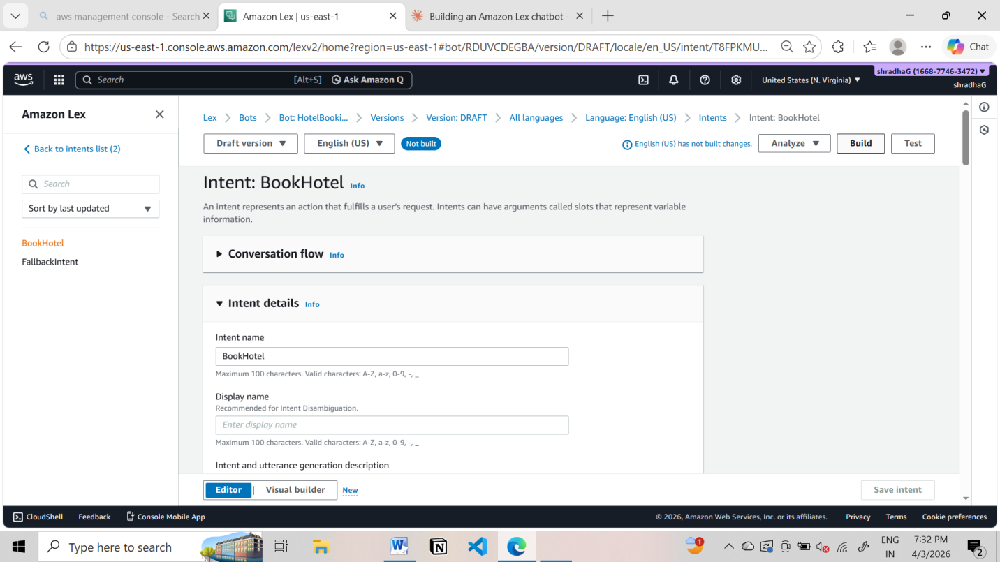 aws management console - Search
Amazon Lex | us-east-1
Building an Amazon Lex chatbot -
https://us-east-1.console.aws.amazon.com/lexv2/home?region=us-east-1#bot/RDUVCDEGBA/version/DRAFT/locale/en_US/intent/T8FPKMU...
Chat
aws
Search
[Alt+S]
Ask Amazon Q
United States (N. Virginia) ▼
shradhaG (1668-7746-3472) ▼
shradhaG
Amazon Lex
Back to intents list (2)
Search
Sort by last updated
BookHotel
FallbackIntent
Lex > Bots > Bot: HotelBooki... > Versions > Version: DRAFT > All languages > Language: English (US) > Intents > Intent: BookHotel
Draft version ▼
English (US) ▼
Not built
English (US) has not built changes.
Analyze ▼
Build
Test
Intent: BookHotel Info
An intent represents an action that fulfills a user's request. Intents can have arguments called slots that represent variable
information.
Conversation flow Info
Intent details Info
Intent name
BookHotel
Maximum 100 characters. Valid characters: A-Z, a-z, 0-9, -, _
Display name
Recommended for Intent Disambiguation.
Enter display name
Maximum 100 characters. Valid characters: A-Z, a-z, 0-9, -, _
Intent and utterance generation description
Editor
Visual builder
New
Save intent
CloudShell
Feedback
Console Mobile App
© 2026, Amazon Web Services, Inc. or its affiliates.
Privacy
Terms
Cookie preferences
Type here to search
1
ENG
IN
7:32 PM
4/3/2026
2